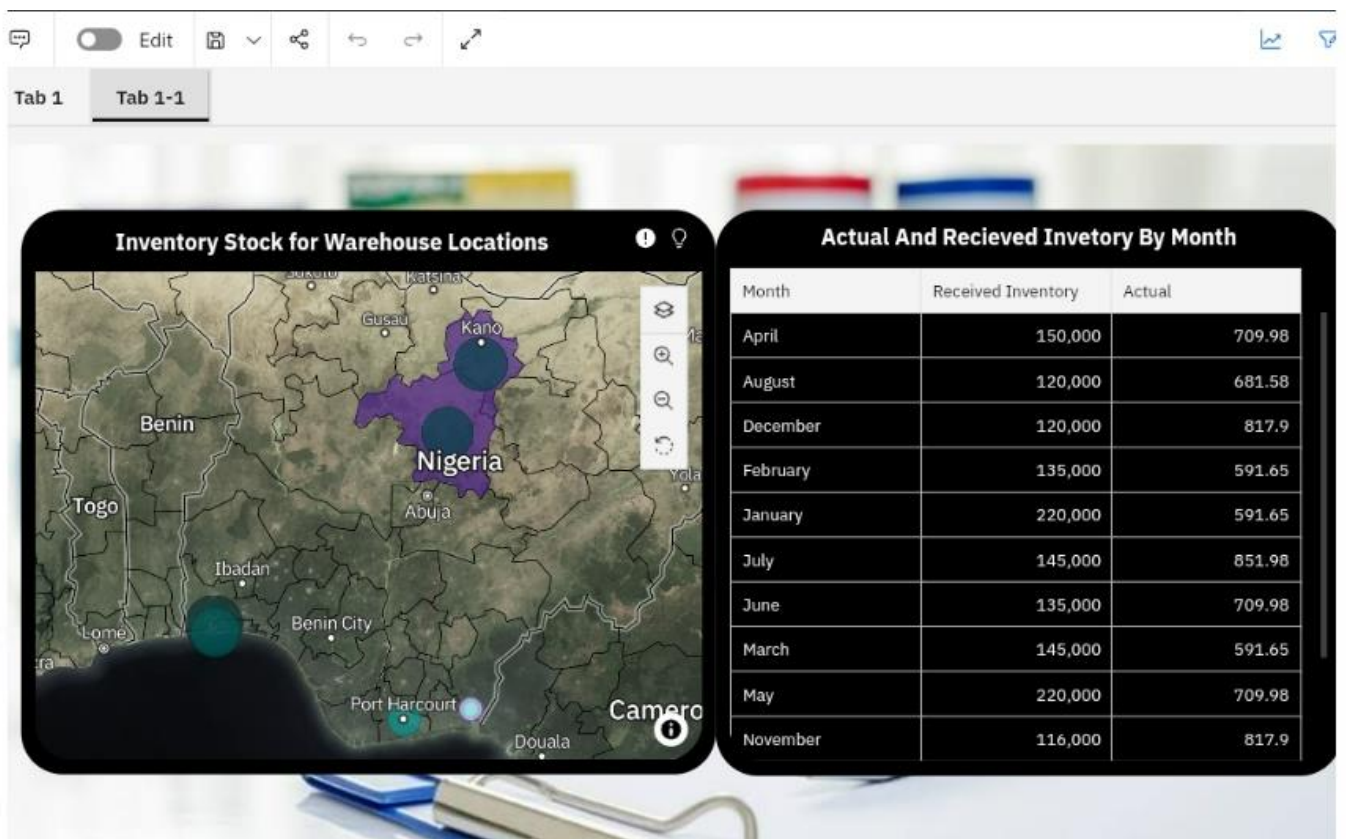 Edit
Tab 1 Tab 1-1
Inventory Stock for Warehouse Locations
Katsina
Gusau
Kano
Benin
Nigeria
Togo
Abuja
Ibadan
Benin City
Lome
Port Harcourt
Camero
Douala
Yola
Actual And Recieved Invetory By Month
Month Received Inventory Actual
April 150,000 709.98
August 120,000 681.58
December 120,000 817.9
February 135,000 591.65
January 220,000 591.65
July 145,000 851.98
June 135,000 709.98
March 145,000 591.65
May 220,000 709.98
November 116,000 817.9